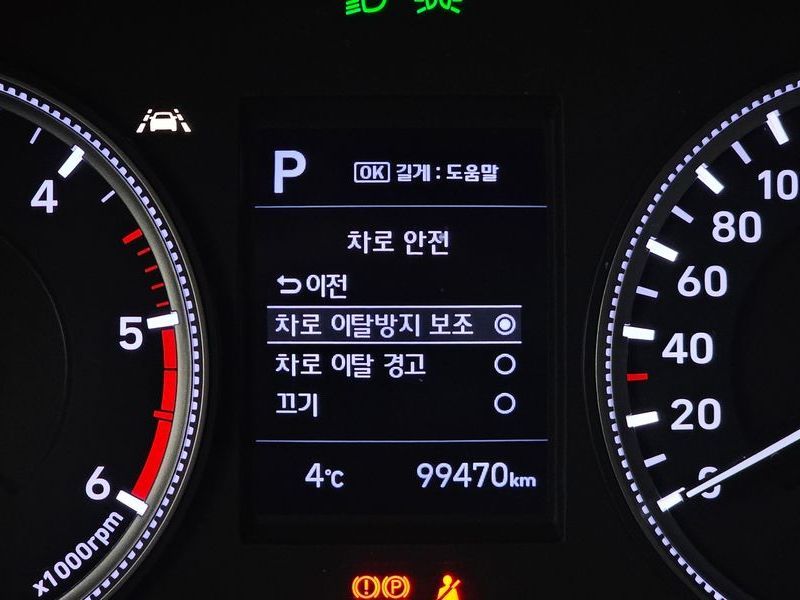 P
OK 길게 : 도움말
차로 안전
이전
차로 이탈방지 보조
차로 이탈 경고
끄기
4℃
99470km
4
5
6
x1000rpm
10
80
60
40
20
0
(!) (P)